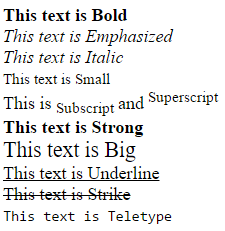 This text is Bold
This text is Emphasized
This text is Italic
This text is Small
This is Subscript and Superscript
This text is Strong
This text is Big
This text is Underline
This text is Strike
This text is Teletype